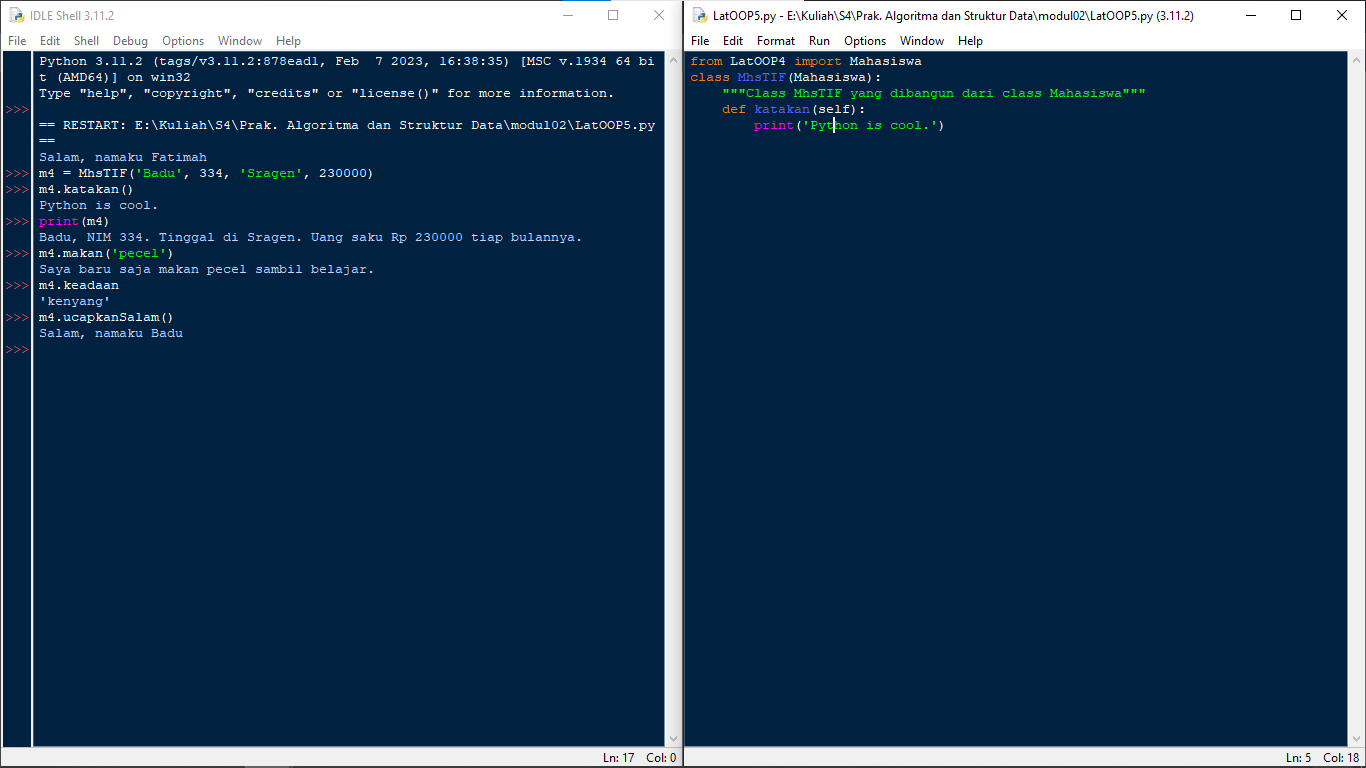 IDLE Shell 3.11.2
File Edit Shell Debug Options Window Help
Python 3.11.2 (tags/v3.11.2:878ead1, Feb  7 2023, 16:38:35) [MSC v.1934 64 bi
t (AMD64)] on win32
Type "help", "copyright", "credits" or "license()" for more information.
>>>
== RESTART: E:\Kuliah\S4\Prak. Algoritma dan Struktur Data\modul02\LatOOP5.py
==
Salam, namaku Fatimah
>>> m4 = MhsTIF('Badu', 334, 'Sragen', 230000)
>>> m4.katakan()
Python is cool.
>>> print(m4)
Badu, NIM 334. Tinggal di Sragen. Uang saku Rp 230000 tiap bulannya.
>>> m4.makan('pecel')
Saya baru saja makan pecel sambil belajar.
>>> m4.keadaan
'kenyang'
>>> m4.ucapkanSalam()
Salam, namaku Badu
>>>
Ln: 17 Col: 0
LatOOP5.py - E:\Kuliah\S4\Prak. Algoritma dan Struktur Data\modul02\LatOOP5.py (3.11.2)
File Edit Format Run Options Window Help
from LatOOP4 import Mahasiswa
class MhsTIF(Mahasiswa):
    """Class MhsTIF yang dibangun dari class Mahasiswa"""
    def katakan(self):
        print('Python is cool.')
Ln: 5 Col: 18